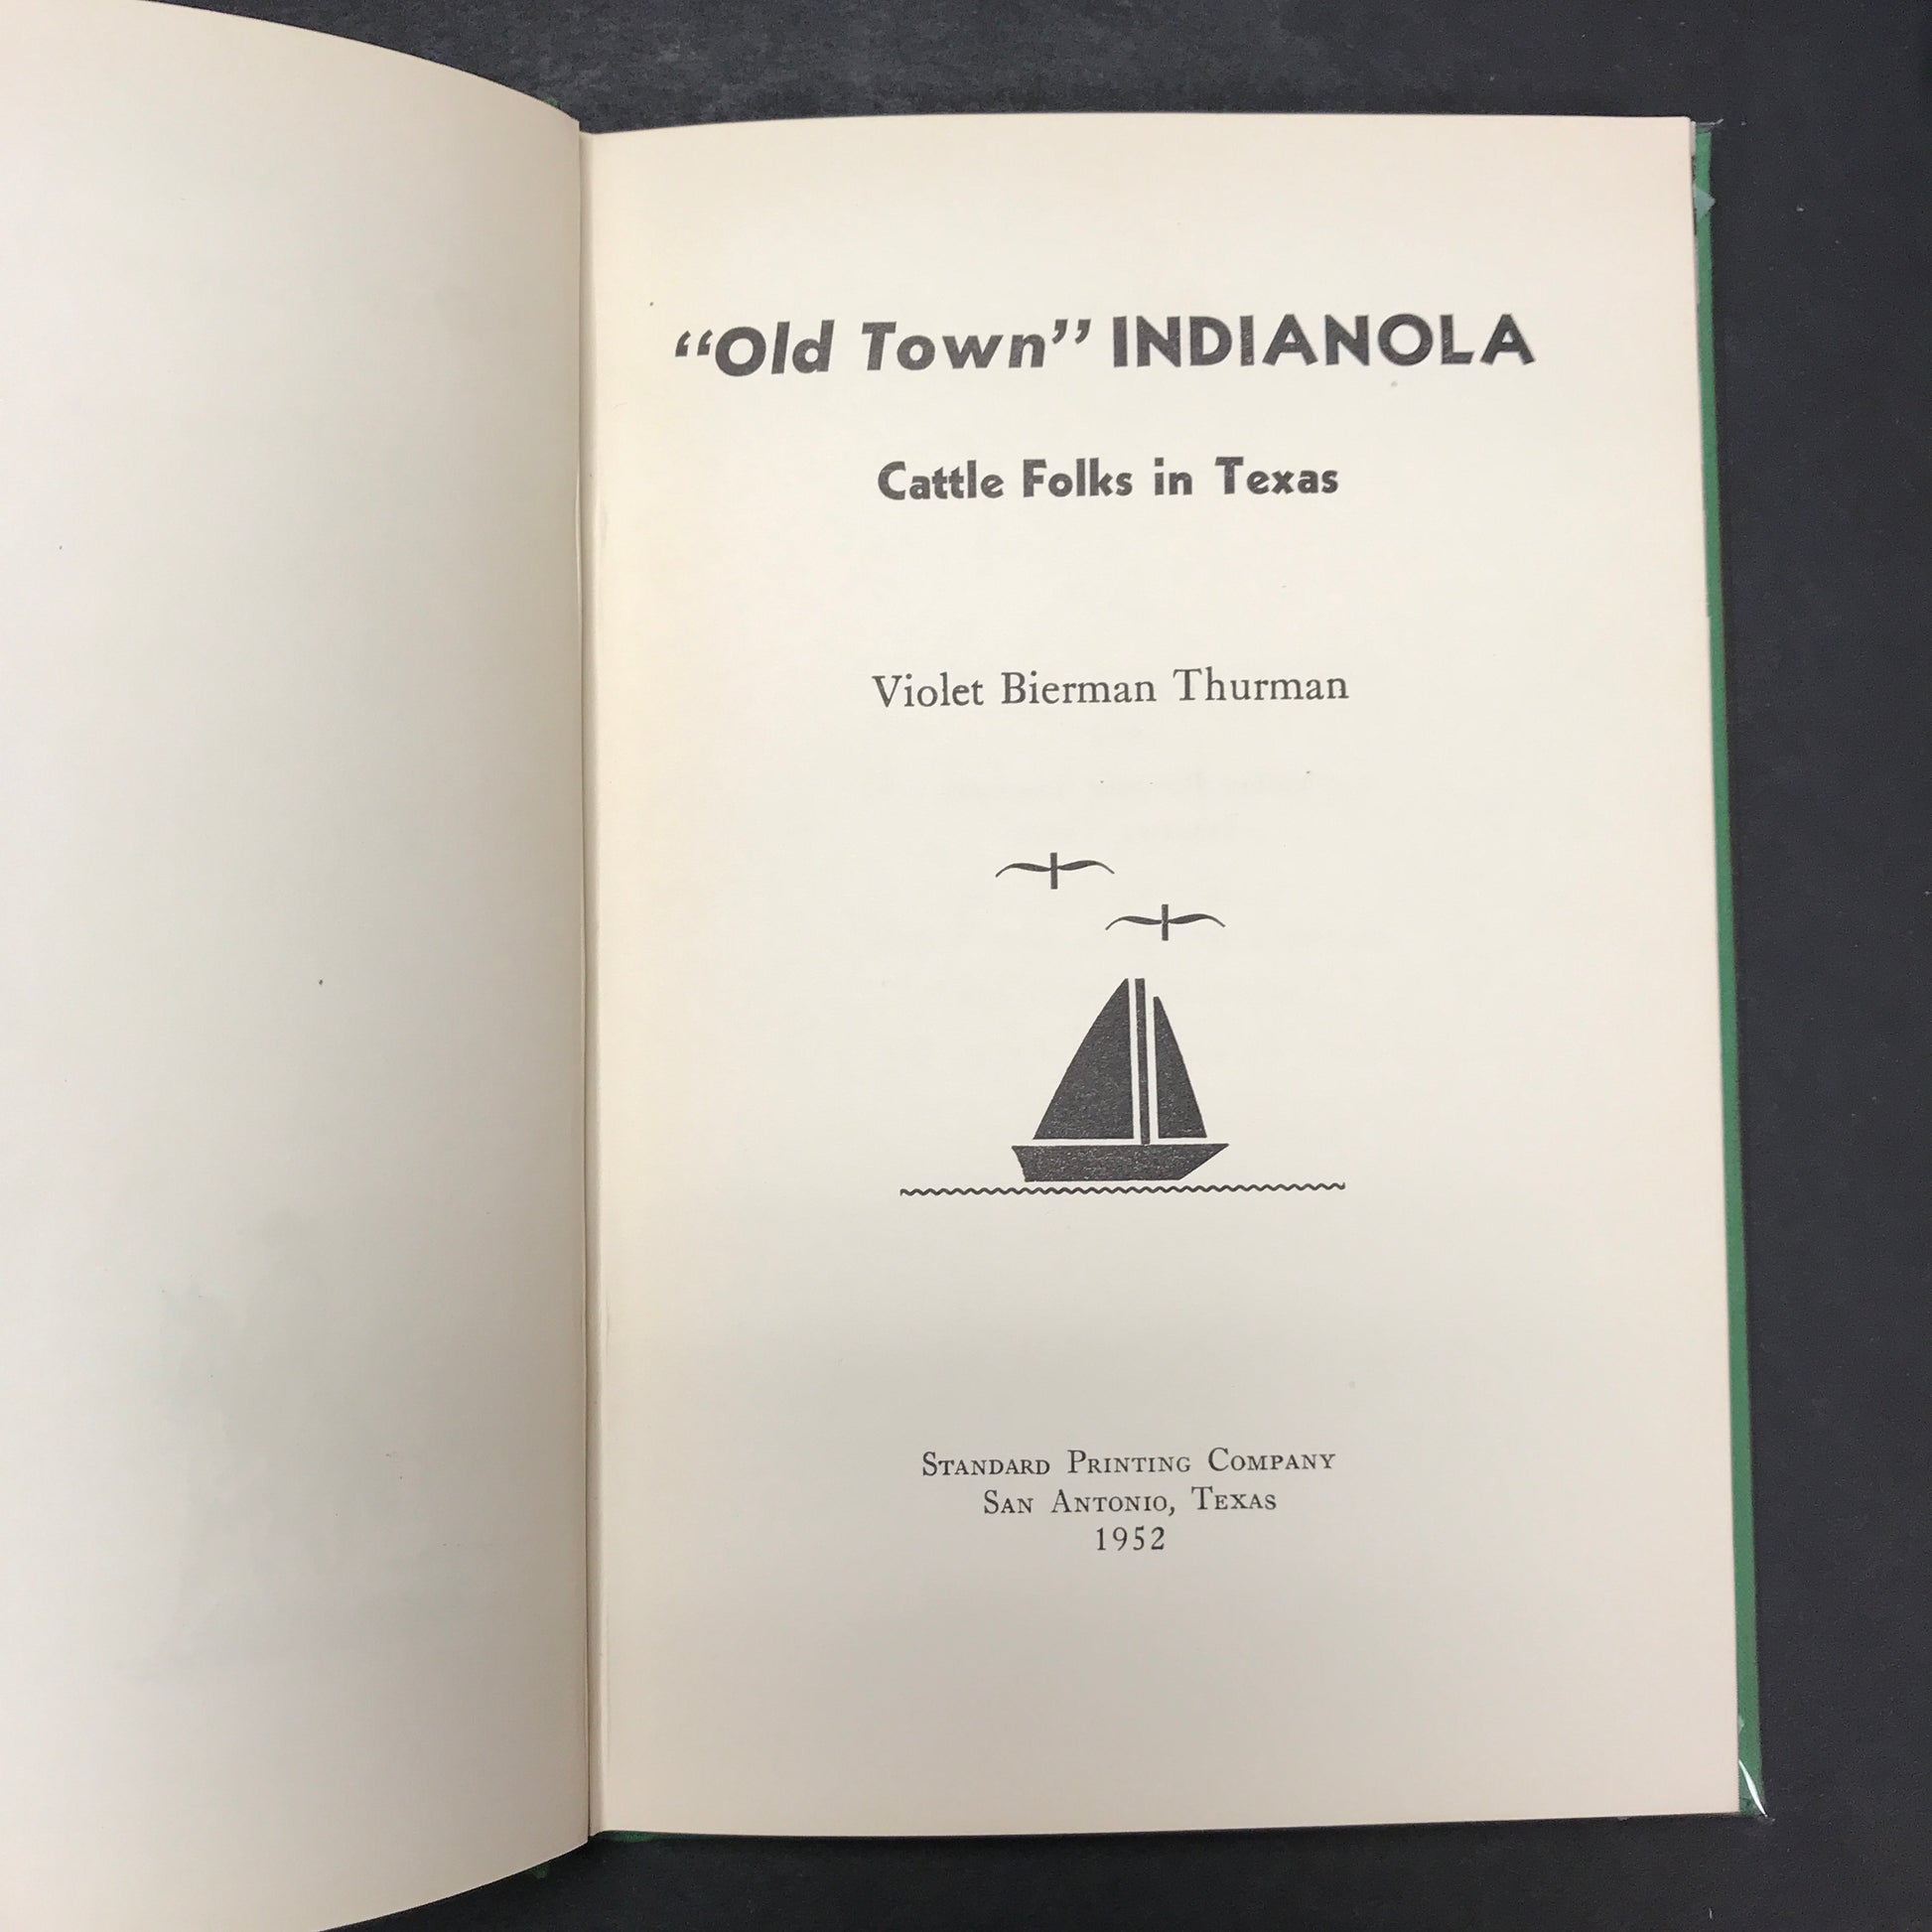 “Old Town” INDIANOLA
Cattle Folks in Texas
Violet Bierman Thurman
Standard Printing Company
San Antonio, Texas
1952